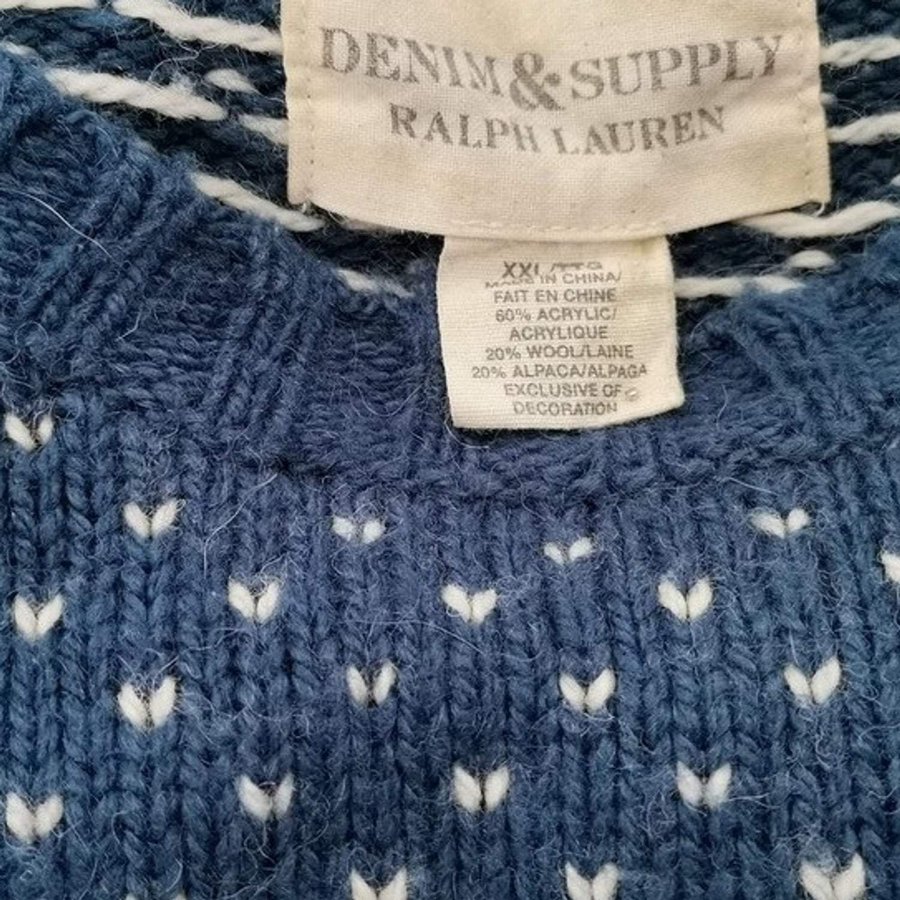 DENIM & SUPPLY
RALPH LAUREN
XXL/TTG
MADE IN CHINA/
FAIT EN CHINE
60% ACRYLIC/
ACRYLIQUE
20% WOOL/LAINE
20% ALPACA/ALPAGA
EXCLUSIVE OF
DECORATION